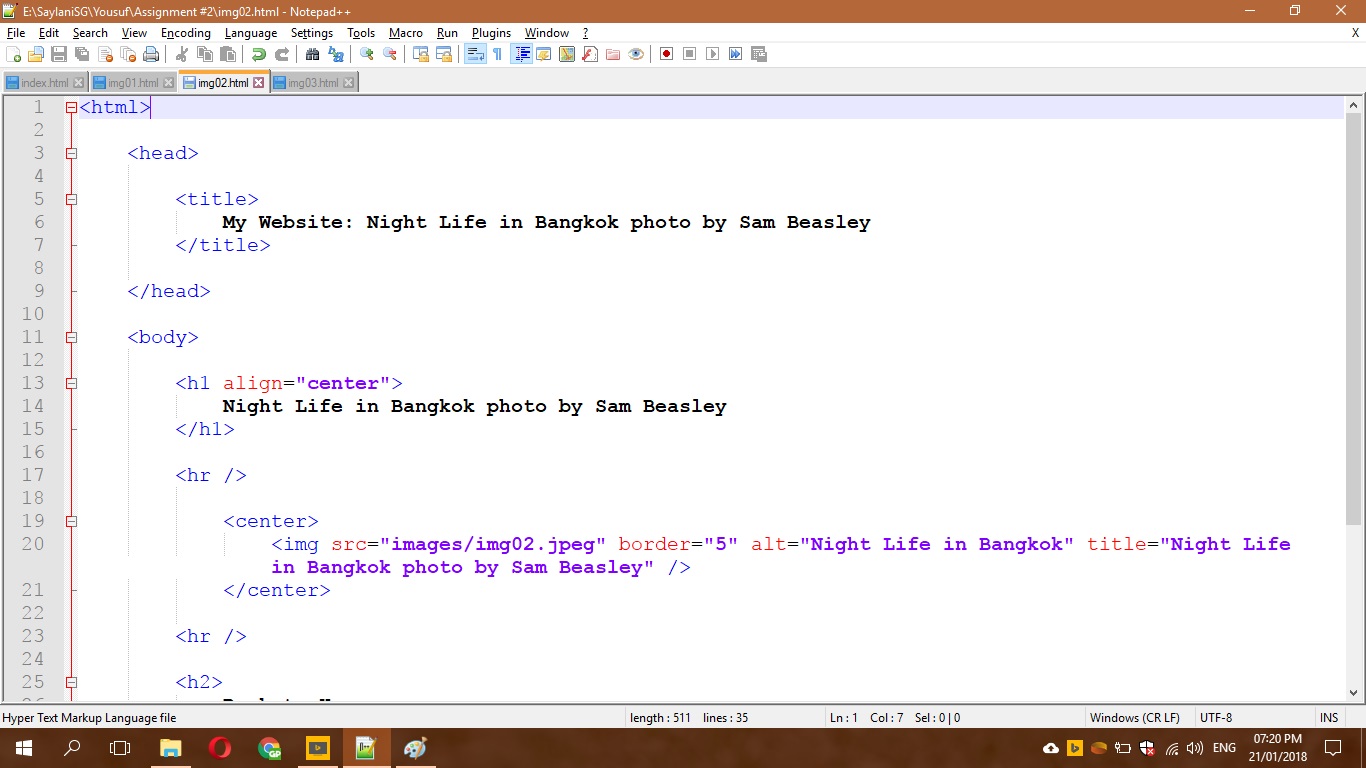 E:\SaylaniSG\Yousuf\Assignment #2\img02.html - Notepad++
File Edit Search View Encoding Language Settings Tools Macro Run Plugins Window ? X
index.html img01.html img02.html img03.html
1 <html>
2
3 <head>
4
5 <title>
6 My Website: Night Life in Bangkok photo by Sam Beasley
7 </title>
8
9 </head>
10
11 <body>
12
13 <h1 align="center">
14 Night Life in Bangkok photo by Sam Beasley
15 </h1>
16
17 <hr />
18
19 <center>
20 <img src="images/img02.jpeg" border="5" alt="Night Life in Bangkok" title="Night Life
in Bangkok photo by Sam Beasley" />
21 </center>
22
23 <hr />
24
25 <h2>
Hyper Text Markup Language file length : 511 lines : 35 Ln : 1 Col : 7 Sel : 0 | 0 Windows (CR LF) UTF-8 INS
ENG 07:20 PM
21/01/2018